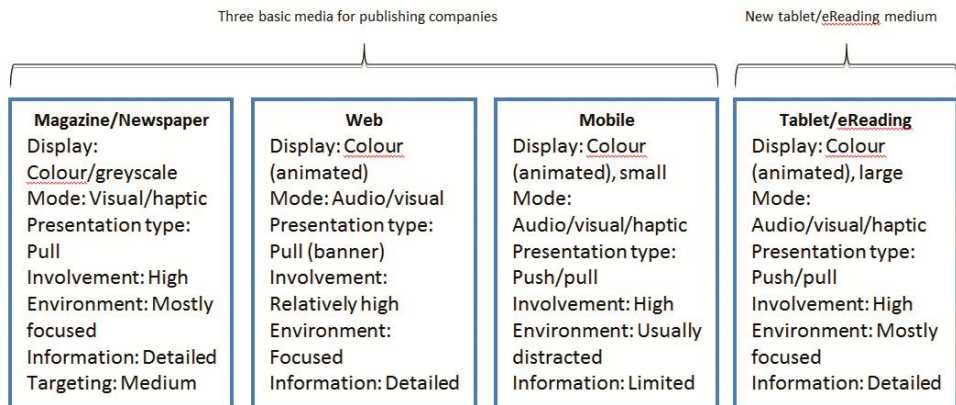 Three basic media for publishing companies
New tablet/eReading medium
Magazine/Newspaper
Display:
Colour/greyscale
Mode: Visual/haptic
Presentation type:
Pull
Involvement: High
Environment: Mostly
focused
Information: Detailed
Targeting: Medium
Web
Display: Colour
(animated)
Mode: Audio/visual
Presentation type:
Pull (banner)
Involvement:
Relatively high
Environment:
Focused
Information: Detailed
Mobile
Display: Colour
(animated), small
Mode:
Audio/visual/haptic
Presentation type:
Push/pull
Involvement: High
Environment: Usually
distracted
Information: Limited
Tablet/eReading
Display: Colour
(animated), large
Mode:
Audio/visual/haptic
Presentation type:
Push/pull
Involvement: High
Environment: Mostly
focused
Information: Detailed